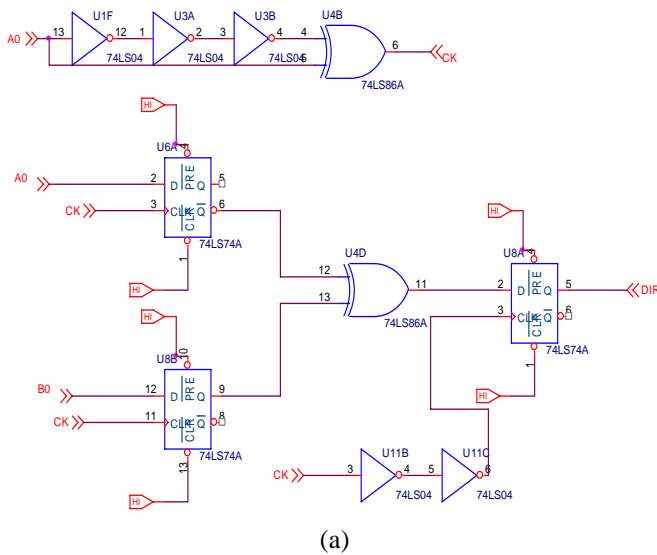 U1F U3A U3B U4B
A0 13 12 1 2 3 4 4 6
5 CK
74LS04 74LS04 74LS04 74LS86A
HI
U6A
4
A0 2 D PRE Q 5
CK 3 CLK Q 6
CLR
74LS74A
1
HI
HI
U4D
12
11
13
74LS86A
HI
U8A
4
2 D PRE Q 5 DIR
3 CLK Q 6
CLR
74LS74A
1
HI
U8B
10
B0 12 D PRE Q 9
CK 11 CLK Q 8
CLR
74LS74A
13
HI
U11B U11C
CK 3 4 5 6
74LS04 74LS04
(a)